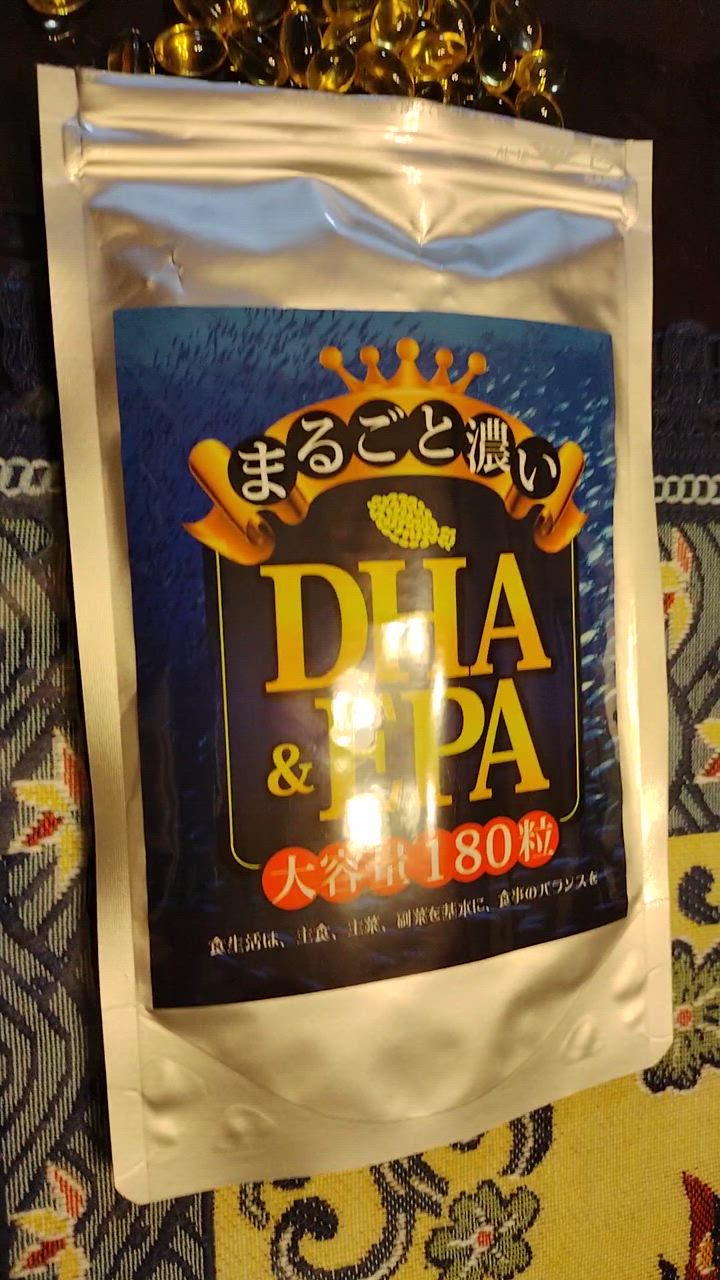 まるごと濃い
DHA
& EPA
大容量180粒
食生活は、主食、主菜、副菜を基本に、食事のバランスを